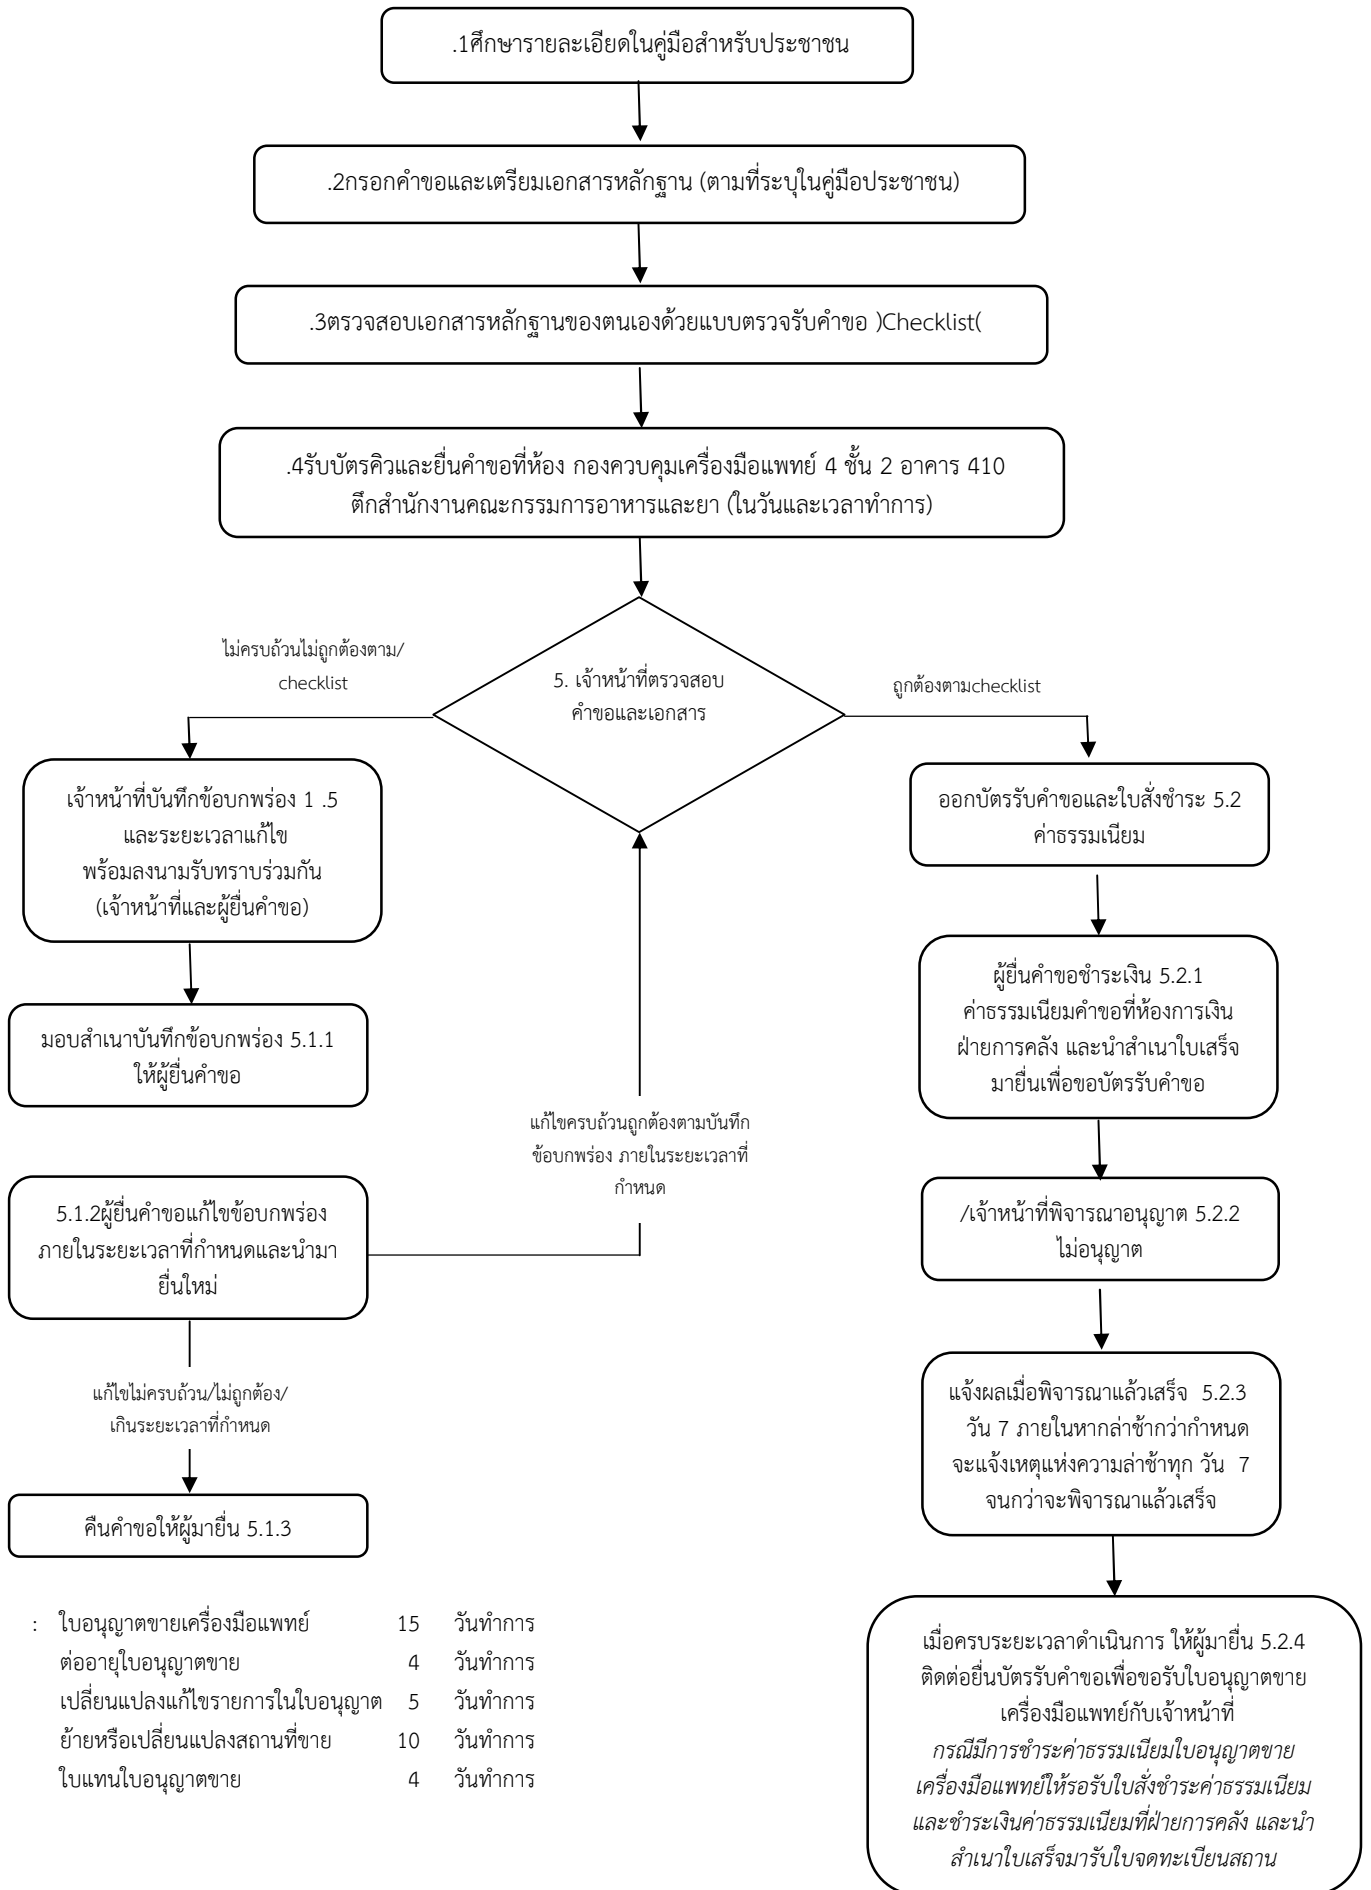 .1ศึกษารายละเอียดในคู่มือสำหรับประชาชน
.2กรอกคำขอและเตรียมเอกสารหลักฐาน (ตามที่ระบุในคู่มือประชาชน)
.3ตรวจสอบเอกสารหลักฐานของตนเองด้วยแบบตรวจรับคำขอ )Checklist(
.4รับบัตรคิวและยื่นคำขอที่ห้อง กองควบคุมเครื่องมือแพทย์ 4 ชั้น 2 อาคาร 410
ตึกสำนักงานคณะกรรมการอาหารและยา (ในวันและเวลาทำการ)
5. เจ้าหน้าที่ตรวจสอบ
คำขอและเอกสาร
ไม่ครบถ้วนไม่ถูกต้องตาม/
checklist
เจ้าหน้าที่บันทึกข้อบกพร่อง 1 .5
และระยะเวลาแก้ไข
พร้อมลงนามรับทราบร่วมกัน
(เจ้าหน้าที่และผู้ยื่นคำขอ)
มอบสำเนาบันทึกข้อบกพร่อง 5.1.1
ให้ผู้ยื่นคำขอ
5.1.2ผู้ยื่นคำขอแก้ไขข้อบกพร่อง
ภายในระยะเวลาที่กำหนดและนำมา
ยื่นใหม่
แก้ไขครบถ้วนถูกต้องตามบันทึก
ข้อบกพร่อง ภายในระยะเวลาที่
กำหนด
แก้ไขไม่ครบถ้วน/ไม่ถูกต้อง/
เกินระยะเวลาที่กำหนด
คืนคำขอให้ผู้มายื่น 5.1.3
ถูกต้องตามchecklist
ออกบัตรรับคำขอและใบสั่งชำระ 5.2
ค่าธรรมเนียม
ผู้ยื่นคำขอชำระเงิน 5.2.1
ค่าธรรมเนียมคำขอที่ห้องการเงิน
ฝ่ายการคลัง และนำสำเนาใบเสร็จ
มายื่นเพื่อขอบัตรรับคำขอ
/เจ้าหน้าที่พิจารณาอนุญาต 5.2.2
ไม่อนุญาต
แจ้งผลเมื่อพิจารณาแล้วเสร็จ 5.2.3
วัน 7 ภายในหากล่าช้ากว่ากำหนด
จะแจ้งเหตุแห่งความล่าช้าทุก วัน 7
จนกว่าจะพิจารณาแล้วเสร็จ
เมื่อครบระยะเวลาดำเนินการ ให้ผู้มายื่น 5.2.4
ติดต่อยื่นบัตรรับคำขอเพื่อขอรับใบอนุญาตขาย
เครื่องมือแพทย์กับเจ้าหน้าที่
กรณีมีการชำระค่าธรรมเนียมใบอนุญาตขาย
เครื่องมือแพทย์ให้รอรับใบสั่งชำระค่าธรรมเนียม
และชำระเงินค่าธรรมเนียมที่ฝ่ายการคลัง และนำ
สำเนาใบเสร็จมารับใบจดทะเบียนสถาน
: ใบอนุญาตขายเครื่องมือแพทย์ 15 วันทำการ
ต่ออายุใบอนุญาตขาย 4 วันทำการ
เปลี่ยนแปลงแก้ไขรายการในใบอนุญาต 5 วันทำการ
ย้ายหรือเปลี่ยนแปลงสถานที่ขาย 10 วันทำการ
ใบแทนใบอนุญาตขาย 4 วันทำการ